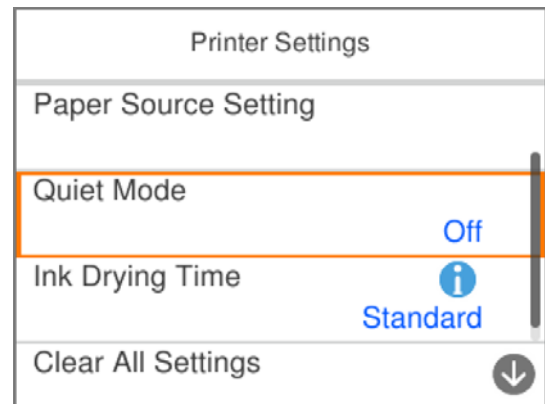 Printer Settings
Paper Source Setting
Quiet Mode
Off
Ink Drying Time
Standard
Clear All Settings